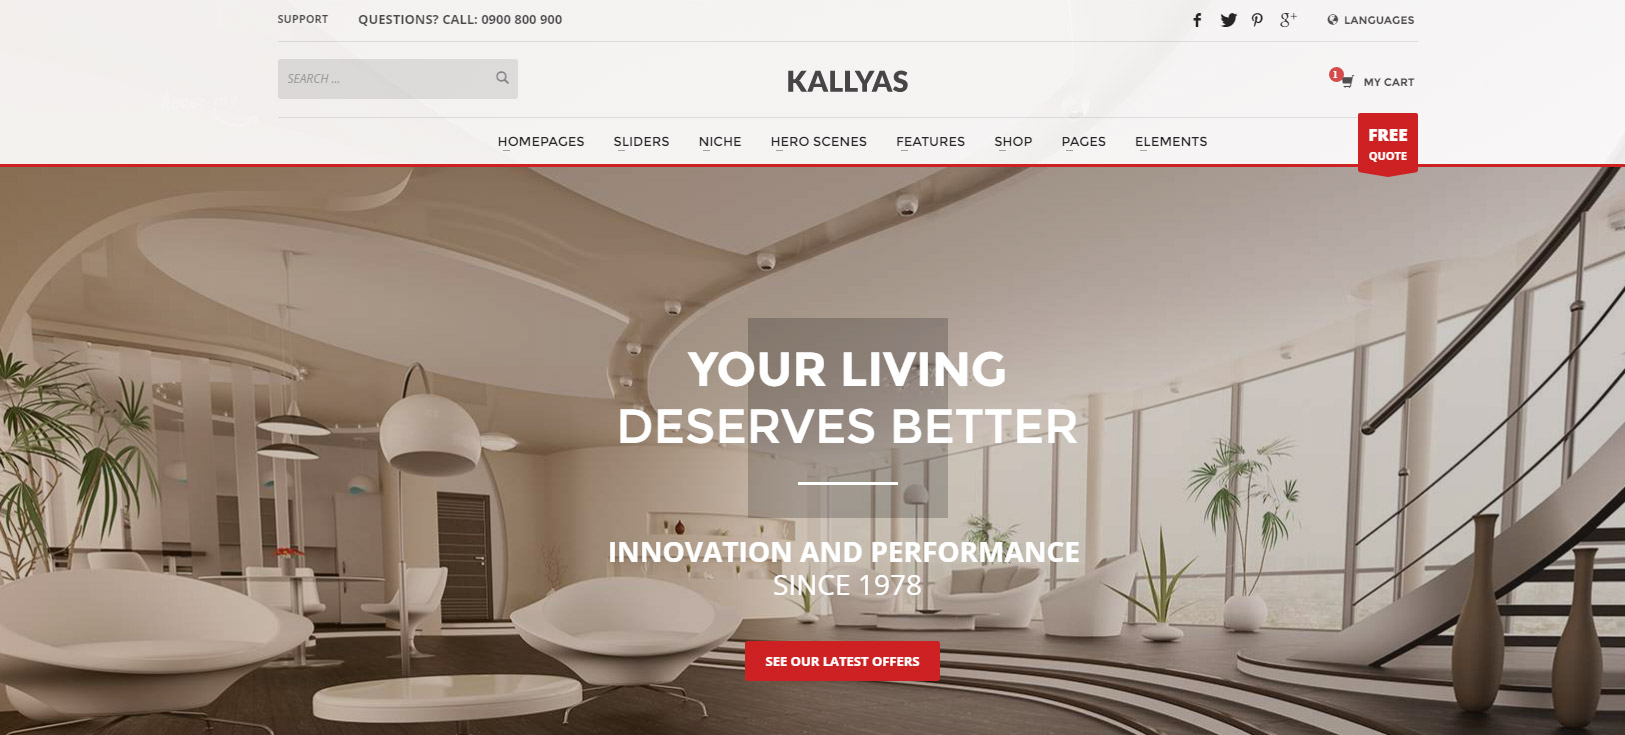 SUPPORT
QUESTIONS? CALL: 0900 800 900
g+
LANGUAGES
SEARCH ...
KALLYAS
1
MY CART
HOMEPAGES
SLIDERS
NICHE
HERO SCENES
FEATURES
SHOP
PAGES
ELEMENTS
FREE
QUOTE
YOUR LIVING
DESERVES BETTER
INNOVATION AND PERFORMANCE
SINCE 1978
SEE OUR LATEST OFFERS